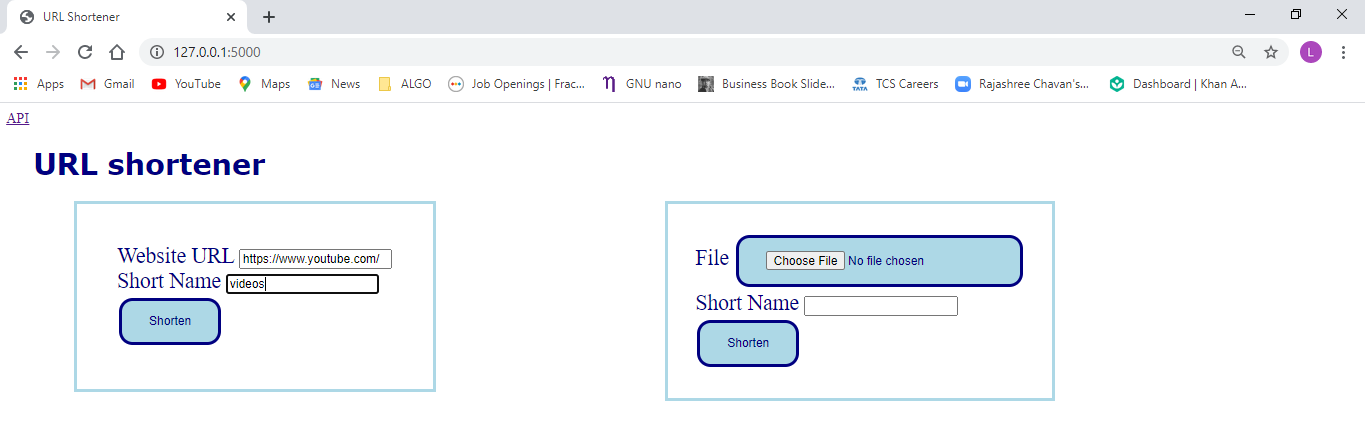 URL Shortener
127.0.0.1:5000
Apps Gmail YouTube Maps News ALGO Job Openings | Frac... GNU nano Business Book Slide... TATA TCS Careers Rajashree Chavan's... Dashboard | Khan A...
L
API
URL shortener
Website URL https://www.youtube.com/
Short Name videos
Shorten
File Choose File No file chosen
Short Name
Shorten